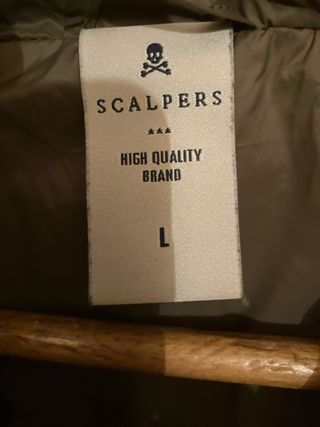 SCALPERS
★★★
HIGH QUALITY
BRAND
L